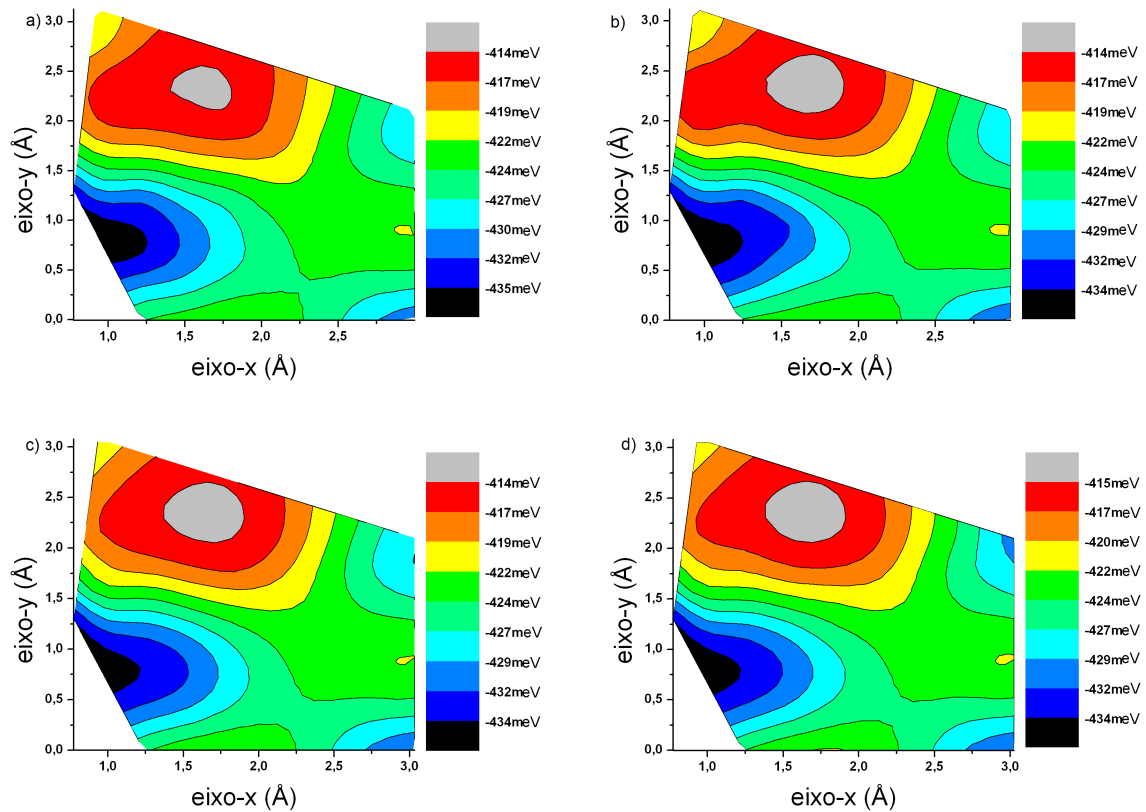 a)
3,0
2,5
2,0
1,5
1,0
0,5
0,0
eixo-y (Å)
1,0
1,5
2,0
2,5
eixo-x (Å)
-414meV
-417meV
-419meV
-422meV
-424meV
-427meV
-430meV
-432meV
-435meV
b)
3,0
2,5
2,0
1,5
1,0
0,5
0,0
eixo-y (Å)
1,0
1,5
2,0
2,5
eixo-x (Å)
-414meV
-417meV
-419meV
-422meV
-424meV
-427meV
-429meV
-432meV
-434meV
c)
3,0
2,5
2,0
1,5
1,0
0,5
0,0
eixo-y (Å)
1,0
1,5
2,0
2,5
3,0
eixo-x (Å)
-414meV
-417meV
-419meV
-422meV
-424meV
-427meV
-429meV
-432meV
-434meV
d)
3,0
2,5
2,0
1,5
1,0
0,5
0,0
eixo-y (Å)
1,0
1,5
2,0
2,5
3,0
eixo-x (Å)
-415meV
-417meV
-420meV
-422meV
-424meV
-427meV
-429meV
-432meV
-434meV